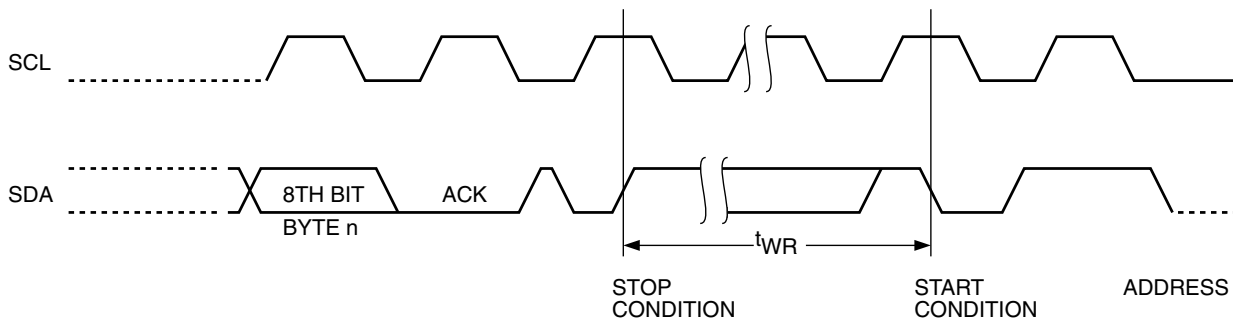 SCL
SDA
8TH BIT
ACK
BYTE n
tWR
STOP
CONDITION
START
CONDITION
ADDRESS